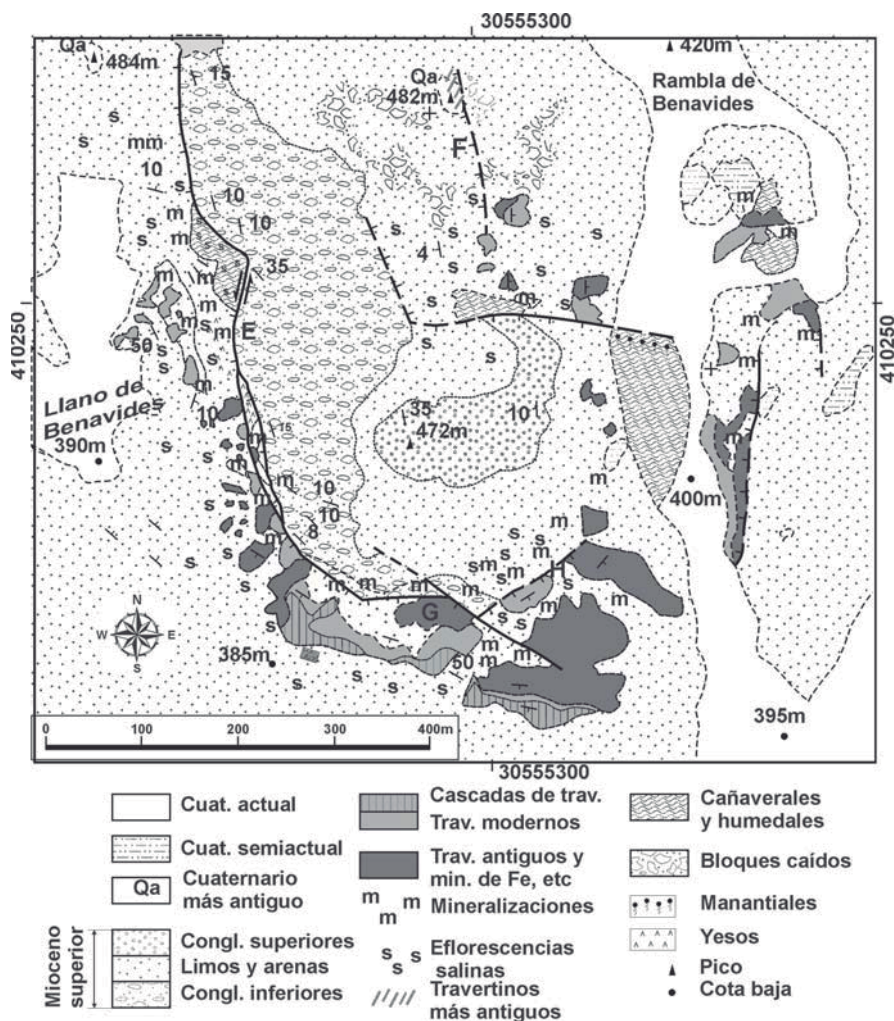 30555300
Qa
484m
15
Qa
482m
420m
Rambla de
Benavides
F
s
s
mm
10
s
10
s
m
m
10
s
s
s
s
s
4
m
m
m
m
35
s
s
m
s
m
410250
E
m
m
410250
50
s
s
m
Llano de
Benavides
390m
10
15
35
472m
10
m
m
400m
10
10
8
m
m
m
G
H
s
m
385m
50
m
m
395m
0
100
200
400m
N
W
E
S
30555300
Cuat. actual
Cuat. semiactual
Qa
Cuaternario
más antiguo
Mioceno
superior
Congl. superiores
Limos y arenas
Congl. inferiores
Cascadas de trav.
Trav. modernos
Trav. antiguos y
min. de Fe, etc
m m
m
Mineralizaciones
s s
s
Eflorescencias
salinas
Travertinos
más antiguos
Cañaverales
y humedales
Bloques caídos
Manantiales
Yesos
Pico
Cota baja